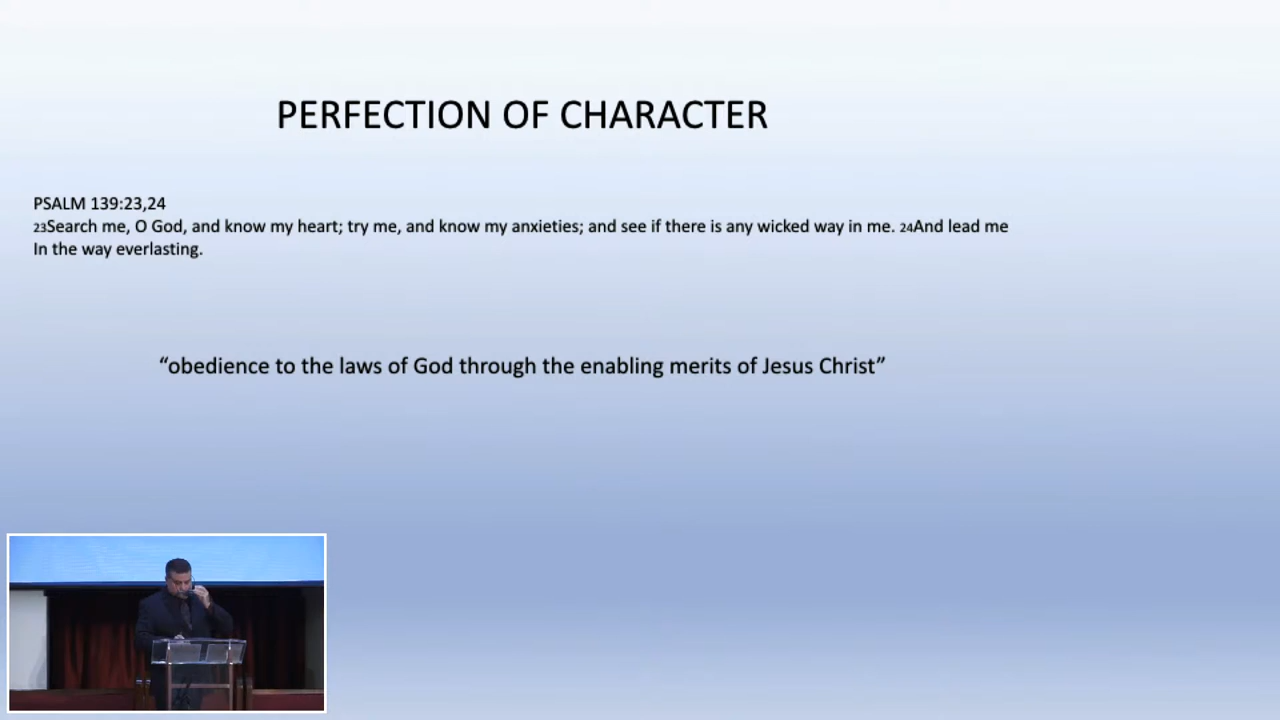 PERFECTION OF CHARACTER
PSALM 139:23,24
23Search me, O God, and know my heart; try me, and know my anxieties; and see if there is any wicked way in me. 24And lead me
In the way everlasting.
“obedience to the laws of God through the enabling merits of Jesus Christ”